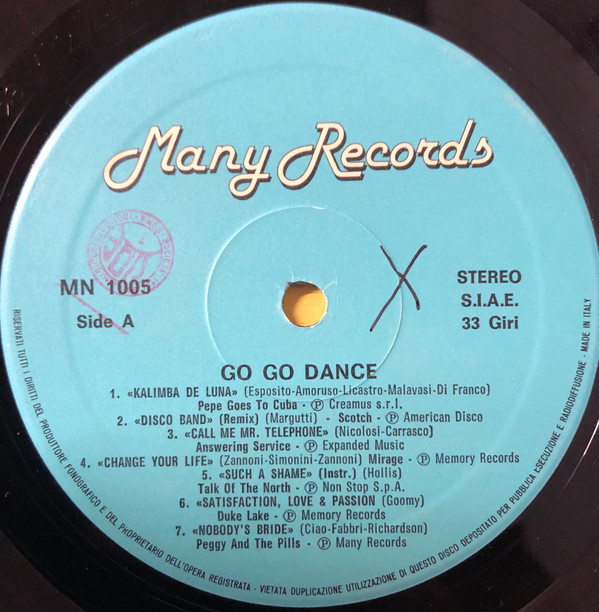 Many Records
MN 1005
Side A
STEREO
S.I.A.E.
33 Giri
GO GO DANCE
1. «KALIMBA DE LUNA» (Esposito-Amoruso-Licastro-Malavasi-Di Franco)
Pepe Goes To Cuba - Ⓟ Creamus s.r.l.
2. «DISCO BAND» (Remix) (Margutti) - Scotch - Ⓟ American Disco
3. «CALL ME MR. TELEPHONE» (Nicolosi-Carrasco)
Answering Service - Ⓟ Expanded Music
4. «CHANGE YOUR LIFE» (Zannoni-Simonini-Zannoni) Mirage - Ⓟ Memory Records
5. «SUCH A SHAME» (Instr.) (Hollis)
Talk Of The North - Ⓟ Non Stop S.p.A.
6. «SATISFACTION, LOVE & PASSION (Goomy)
Duke Lake - Ⓟ Memory Records
7. «NOBODY'S BRIDE» (Ciao-Fabbri-Richardson)
Peggy And The Pills - Ⓟ Many Records
RISERVATI TUTTI I DIRITTI DEL PRODUTTORE FONOGRAFICO E DEL PROPRIETARIO DELL'OPERA REGISTRATA - VIETATA DUPLICAZIONE UTILIZZAZIONE DI QUESTO DISCO DEPOSITATO PER PUBBLICA ESECUZIONE E RADIODIFFUSIONE - MADE IN ITALY
X